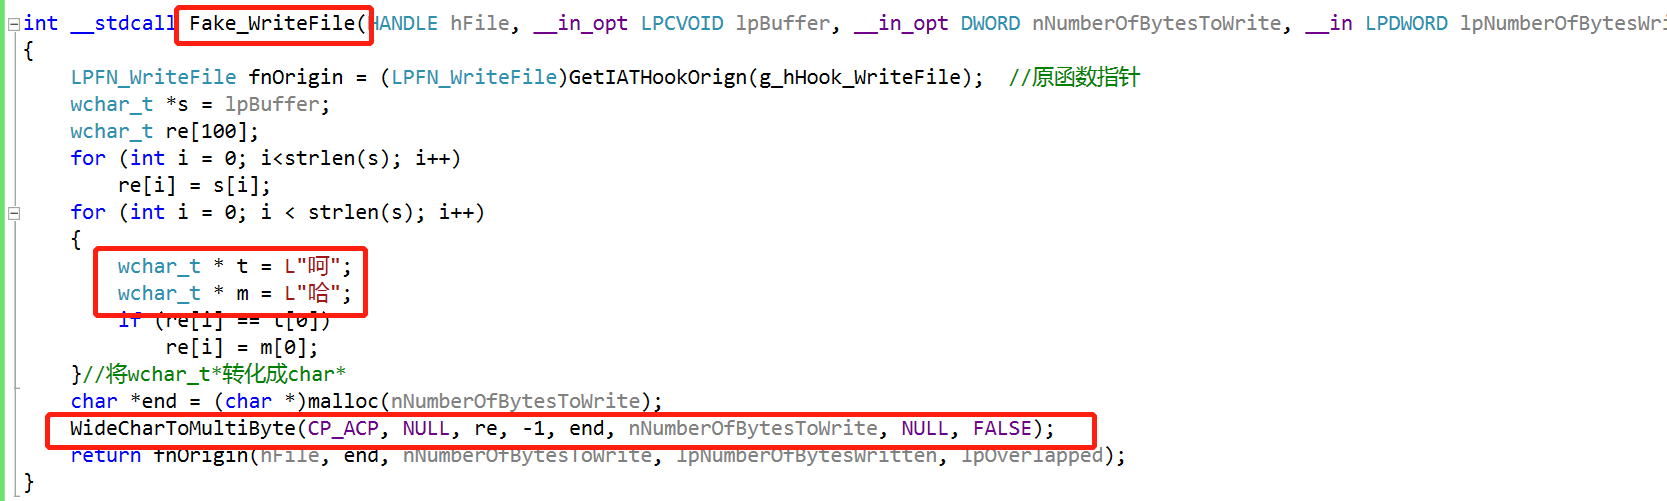 int __stdcall Fake_WriteFile(HANDLE hFile, __in_opt LPCVOID lpBuffer, __in_opt DWORD nNumberOfBytesToWrite, __in LPDWORD lpNumberOfBytesWri
{
LPFN_WriteFile fnOrigin = (LPFN_WriteFile)GetIATHookOrign(g_hHook_WriteFile); //原函数指针
wchar_t *s = lpBuffer;
wchar_t re[100];
for (int i = 0; i<strlen(s); i++)
re[i] = s[i];
for (int i = 0; i < strlen(s); i++)
{
wchar_t * t = L"呵";
wchar_t * m = L"哈";
if (re[i] == t[0])
re[i] = m[0];
}//将wchar_t*转化成char*
char *end = (char *)malloc(nNumberOfBytesToWrite);
WideCharToMultiByte(CP_ACP, NULL, re, -1, end, nNumberOfBytesToWrite, NULL, FALSE);
return fnOrigin(hFile, end, nNumberOfBytesToWrite, lpNumberOfBytesWritten, lpOverlapped);
}